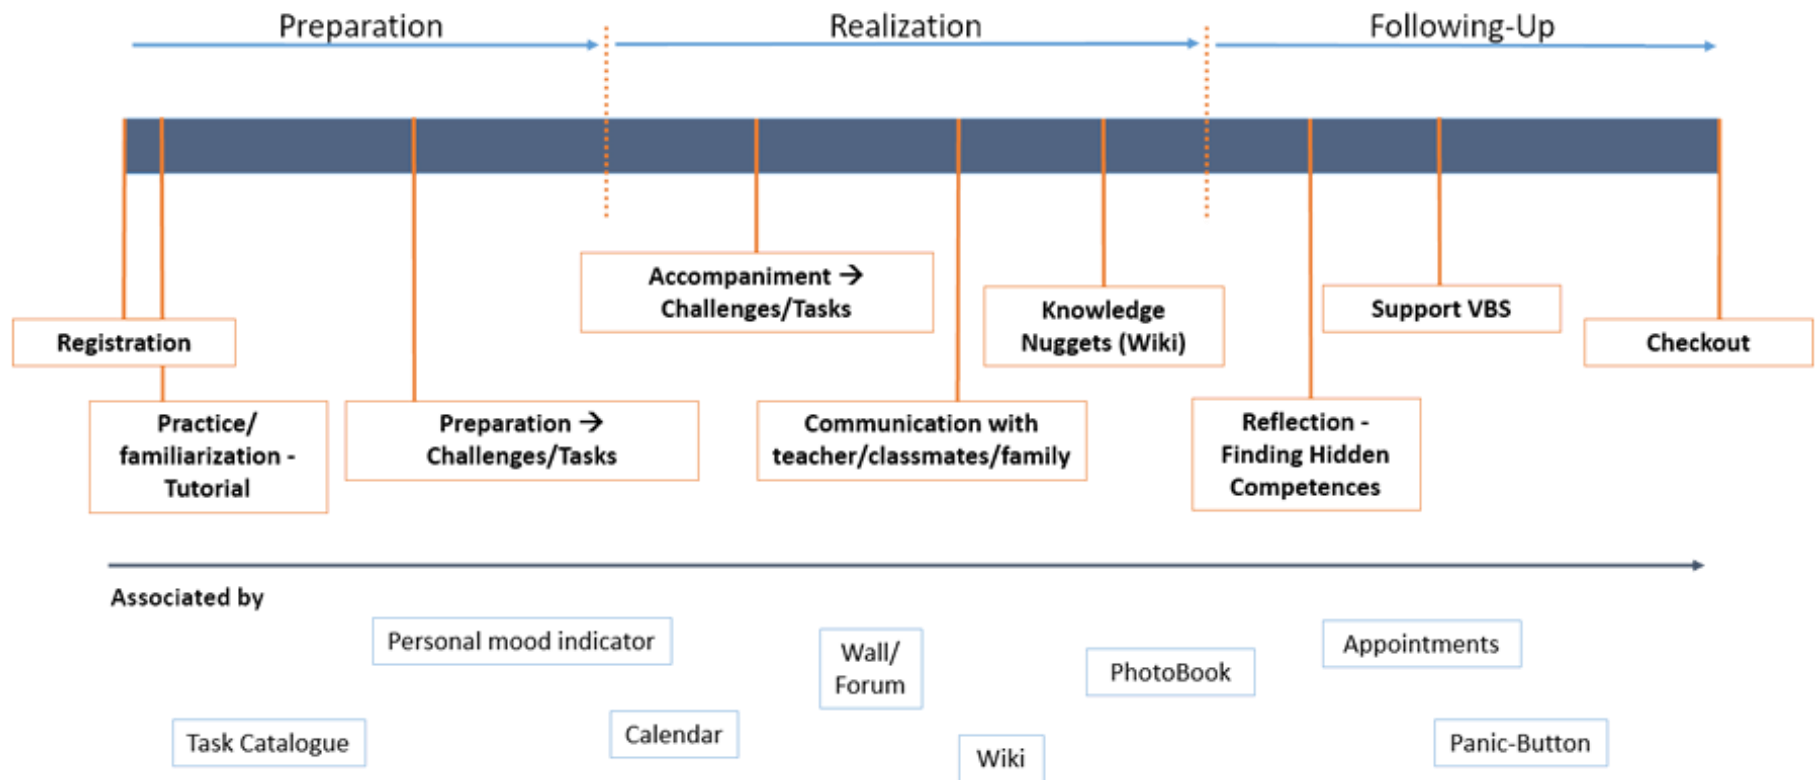 Preparation
Realization
Following-Up
Accompaniment →
Challenges/Tasks
Knowledge
Nuggets (Wiki)
Support VBS
Registration
Checkout
Practice/
familiarization -
Tutorial
Preparation →
Challenges/Tasks
Communication with
teacher/classmates/family
Reflection -
Finding Hidden
Competences
Associated by
Personal mood indicator
Wall/
Forum
PhotoBook
Appointments
Task Catalogue
Calendar
Wiki
Panic-Button